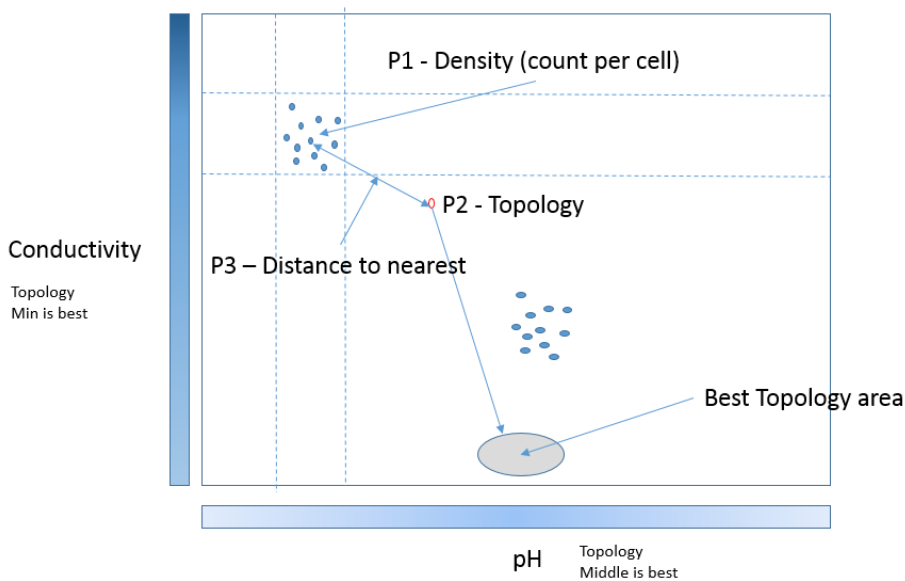 P1 - Density (count per cell)
P2 - Topology
Conductivity
P3 – Distance to nearest
Topology
Min is best
Best Topology area
pH
Topology
Middle is best